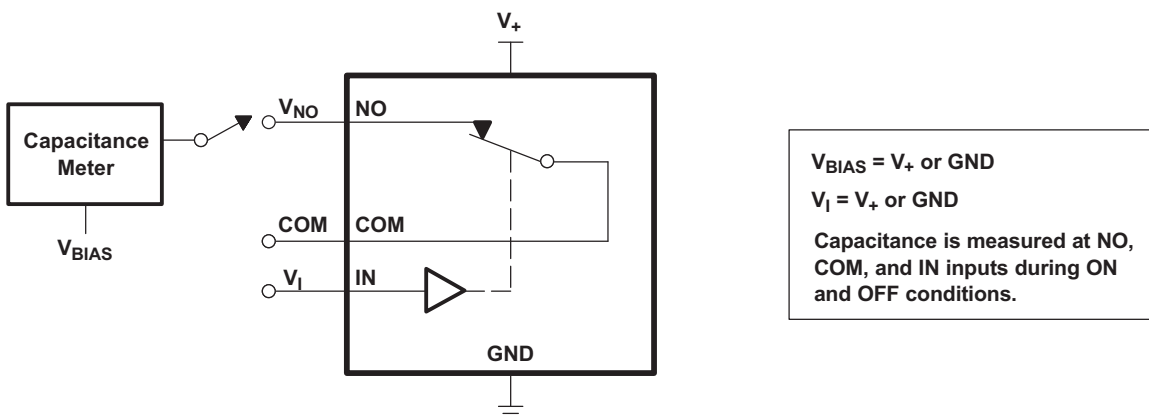 V+
Capacitance
Meter
VBIAS
VNO
NO
COM
COM
VI
IN
GND
VBIAS = V+ or GND
VI = V+ or GND
Capacitance is measured at NO,
COM, and IN inputs during ON
and OFF conditions.